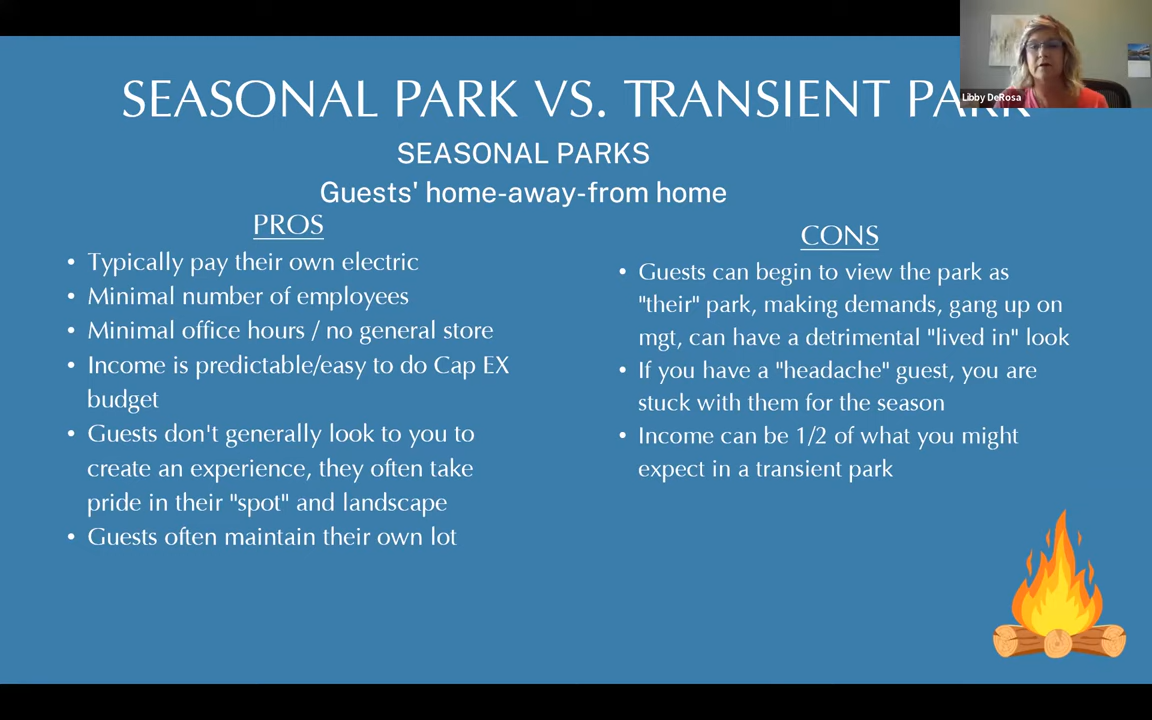 SEASONAL PARK VS. TRANSIENT PARK
Libby DeRosa
SEASONAL PARKS
Guests' home-away-from home
PROS
• Typically pay their own electric
• Minimal number of employees
• Minimal office hours / no general store
• Income is predictable/easy to do Cap EX
budget
• Guests don't generally look to you to
create an experience, they often take
pride in their "spot" and landscape
• Guests often maintain their own lot
CONS
• Guests can begin to view the park as
"their" park, making demands, gang up on
mgt, can have a detrimental "lived in" look
• If you have a "headache" guest, you are
stuck with them for the season
• Income can be 1/2 of what you might
expect in a transient park